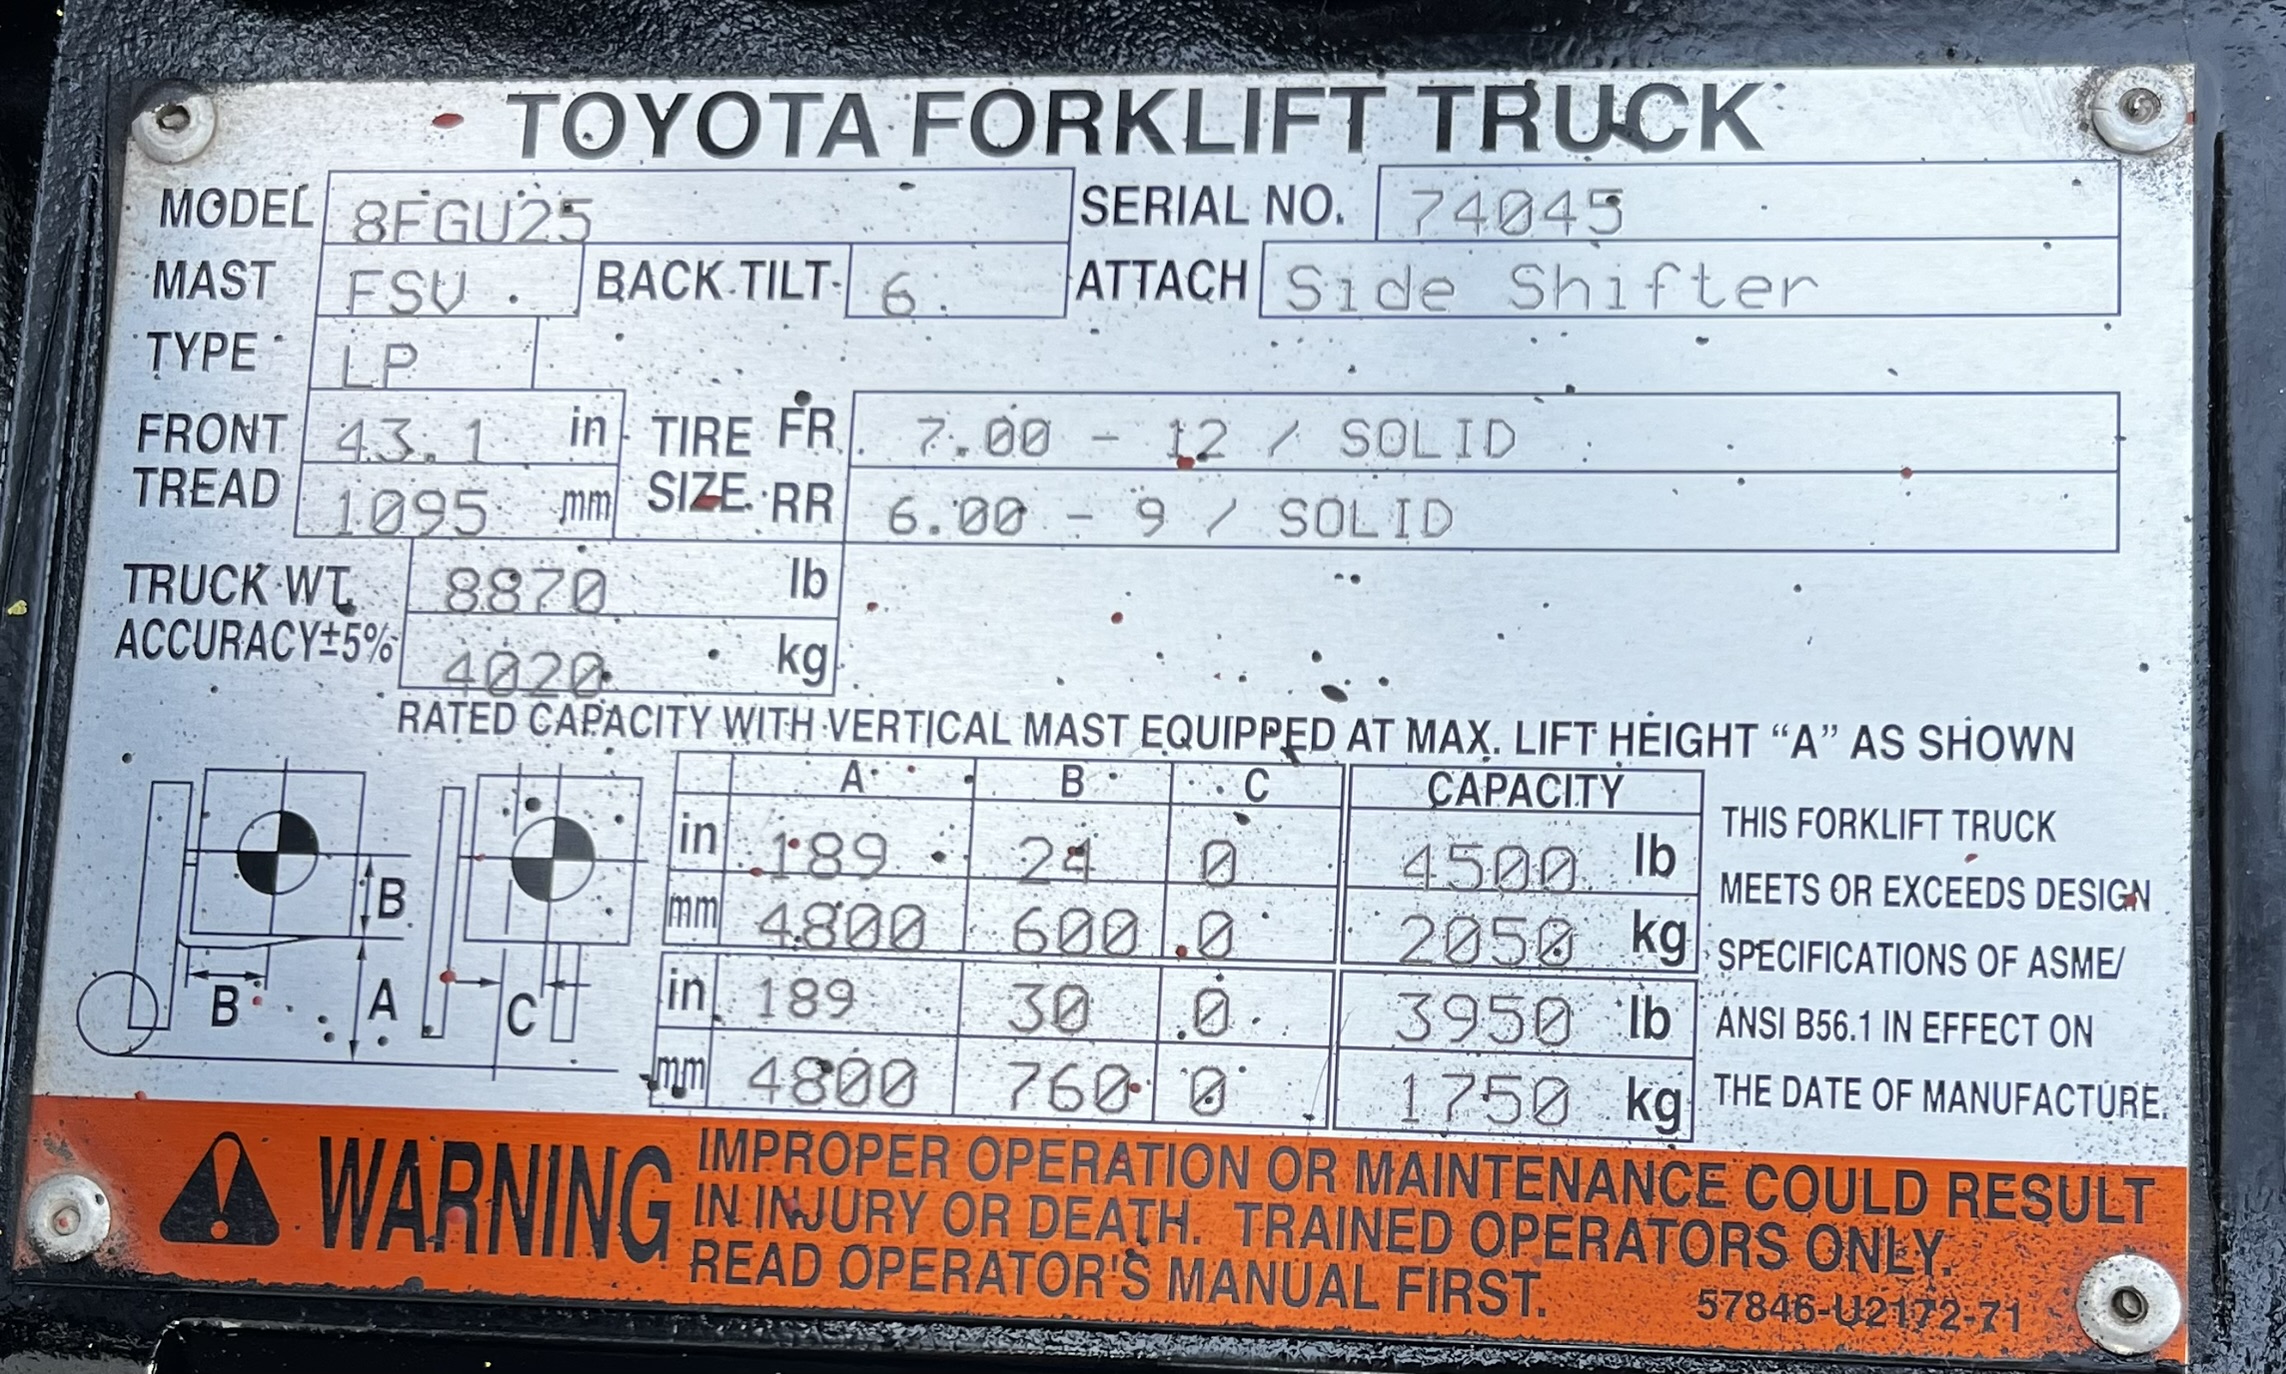 TOYOTA FORKLIFT TRUCK
MODEL 8FGU25 SERIAL NO. 74045
MAST FSV BACK TILT 6 ATTACH Side Shifter
TYPE LP
FRONT TREAD 43.1 in TIRE SIZE FR 7.00 - 12 / SOLID
1095 mm RR 6.00 - 9 / SOLID
TRUCK WT. 8870 lb
ACCURACY±5% 4020 kg
RATED CAPACITY WITH VERTICAL MAST EQUIPPED AT MAX. LIFT HEIGHT “A” AS SHOWN
A B C CAPACITY
in 189 24 0 4500 lb
mm 4800 600 0 2050 kg
in 189 30 0 3950 lb
mm 4800 760 0 1750 kg
B
B A C
THIS FORKLIFT TRUCK
MEETS OR EXCEEDS DESIGN
SPECIFICATIONS OF ASME/
ANSI B56.1 IN EFFECT ON
THE DATE OF MANUFACTURE.
WARNING
IMPROPER OPERATION OR MAINTENANCE COULD RESULT
IN INJURY OR DEATH. TRAINED OPERATORS ONLY.
READ OPERATOR'S MANUAL FIRST.
57846-U2172-71